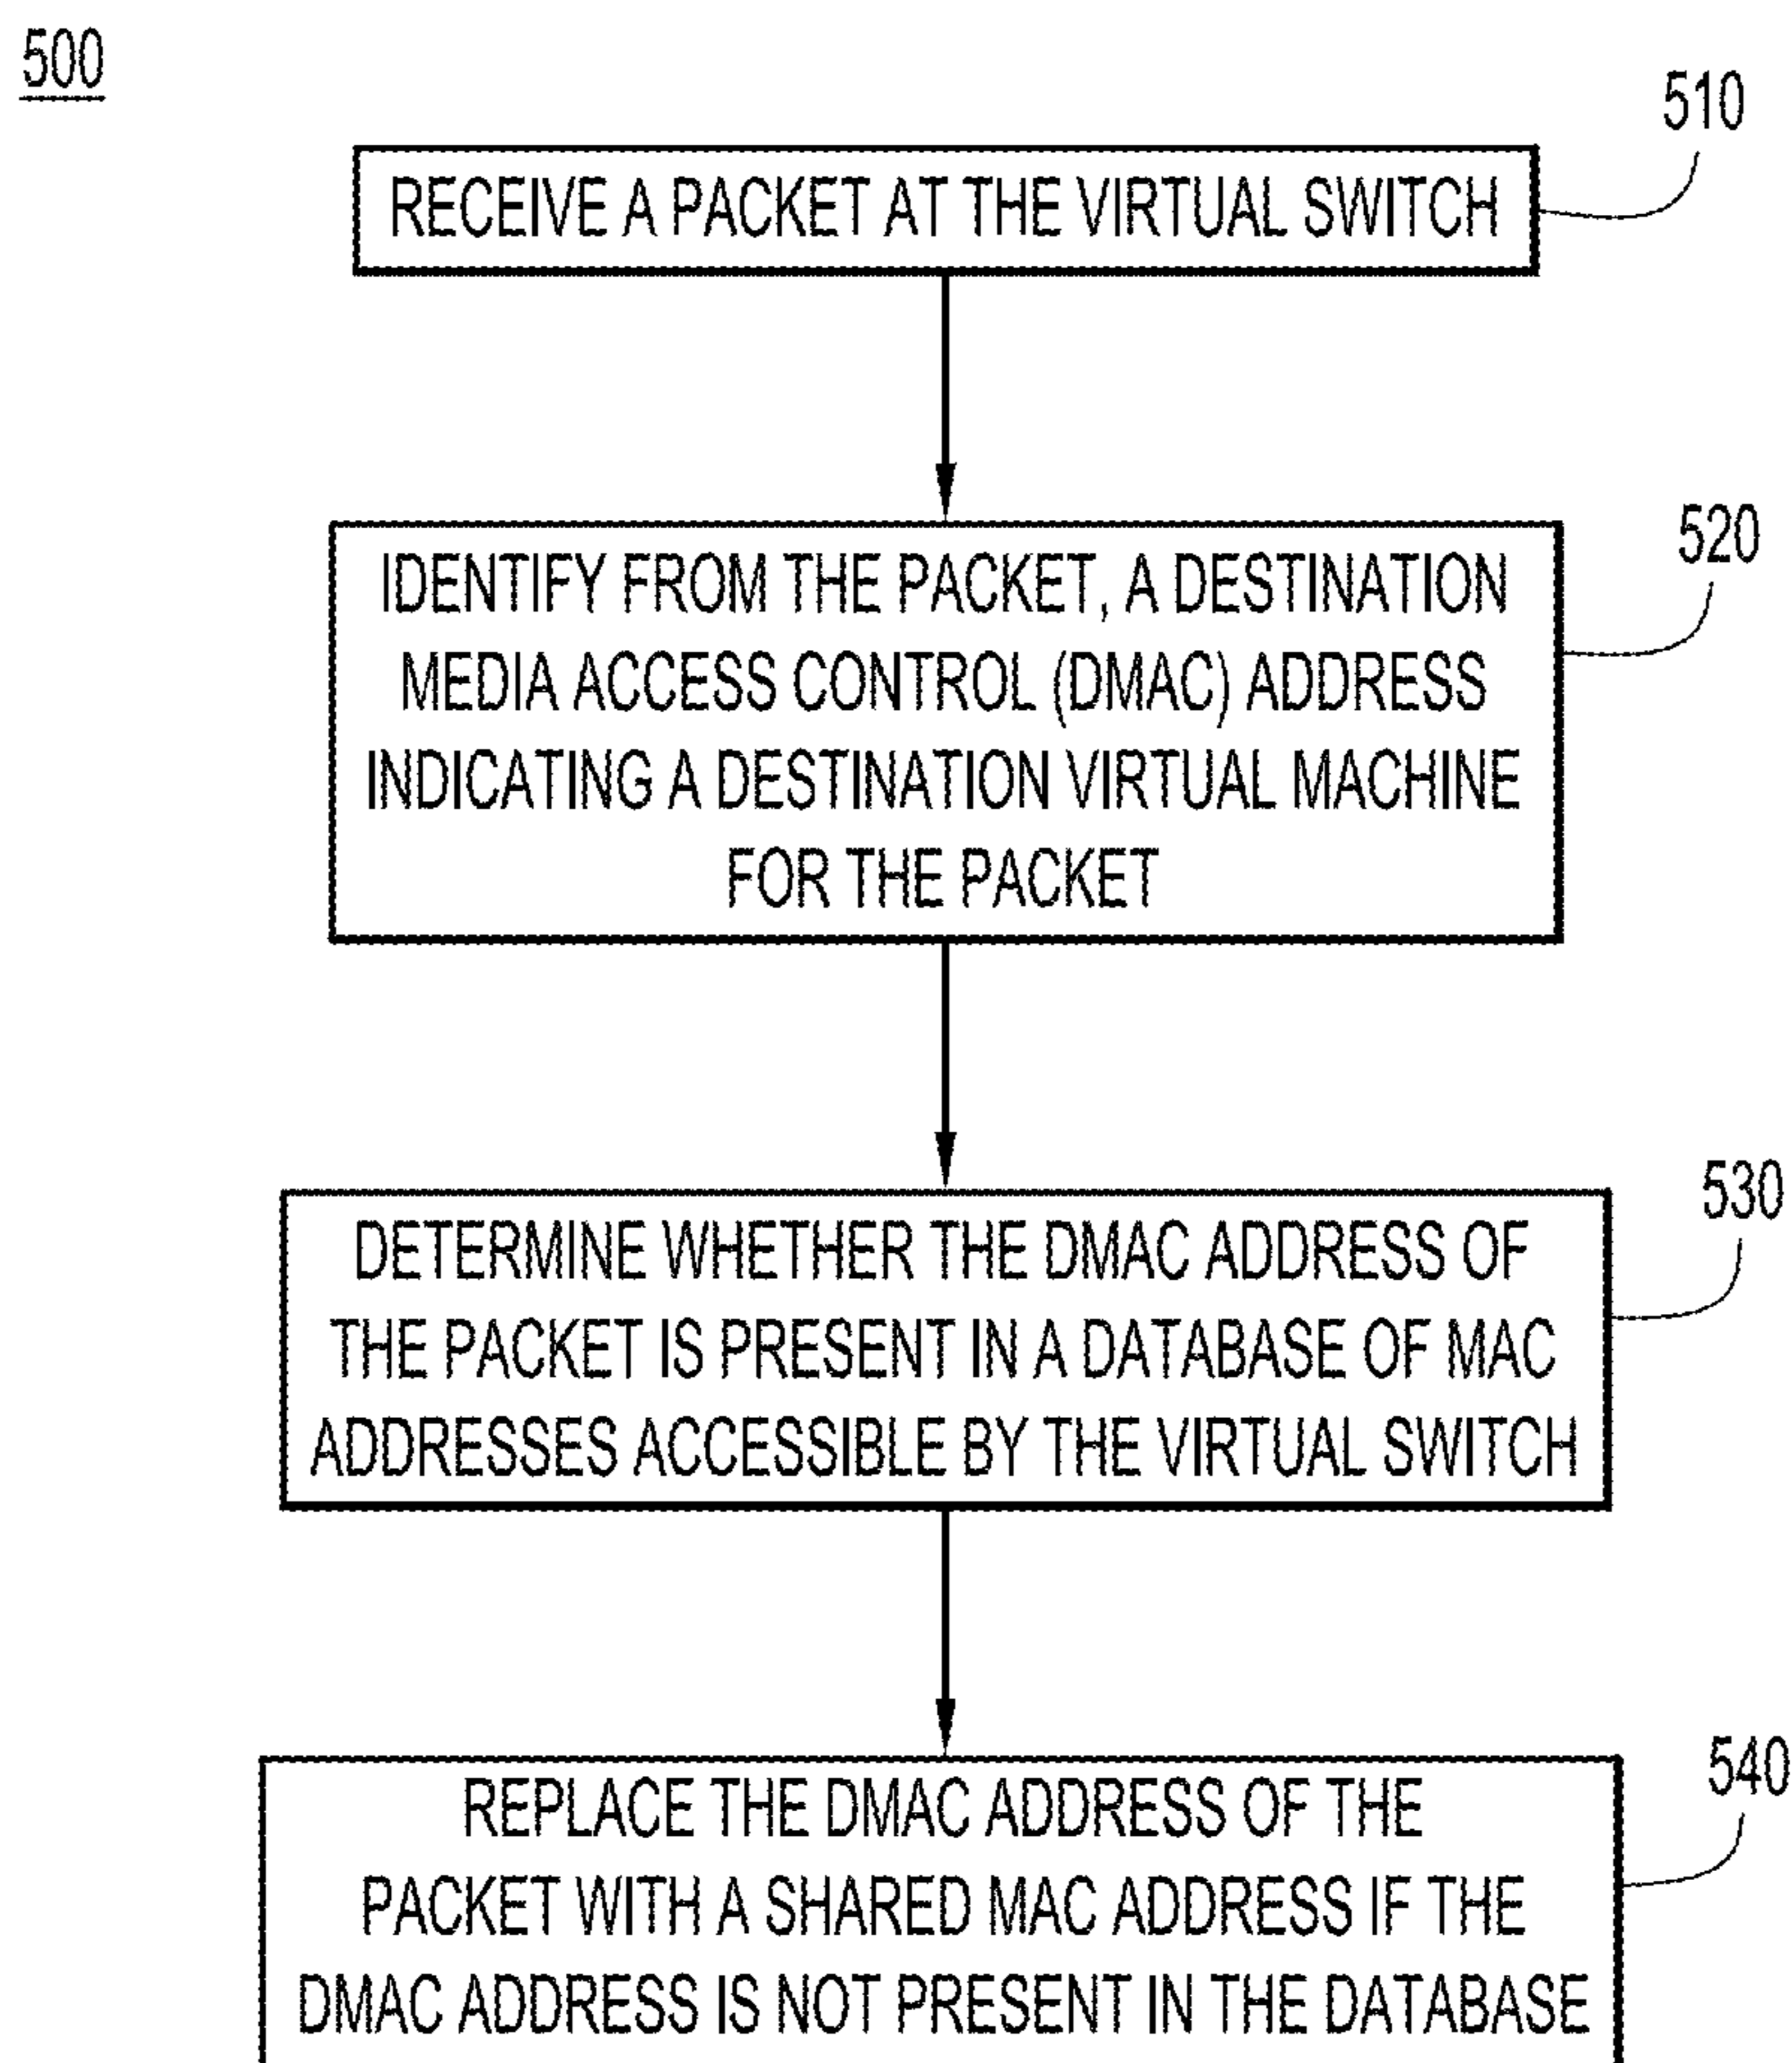 500
510
RECEIVE A PACKET AT THE VIRTUAL SWITCH
520
IDENTIFY FROM THE PACKET, A DESTINATION
MEDIA ACCESS CONTROL (DMAC) ADDRESS
INDICATING A DESTINATION VIRTUAL MACHINE
FOR THE PACKET
530
DETERMINE WHETHER THE DMAC ADDRESS OF
THE PACKET IS PRESENT IN A DATABASE OF MAC
ADDRESSES ACCESSIBLE BY THE VIRTUAL SWITCH
540
REPLACE THE DMAC ADDRESS OF THE
PACKET WITH A SHARED MAC ADDRESS IF THE
DMAC ADDRESS IS NOT PRESENT IN THE DATABASE